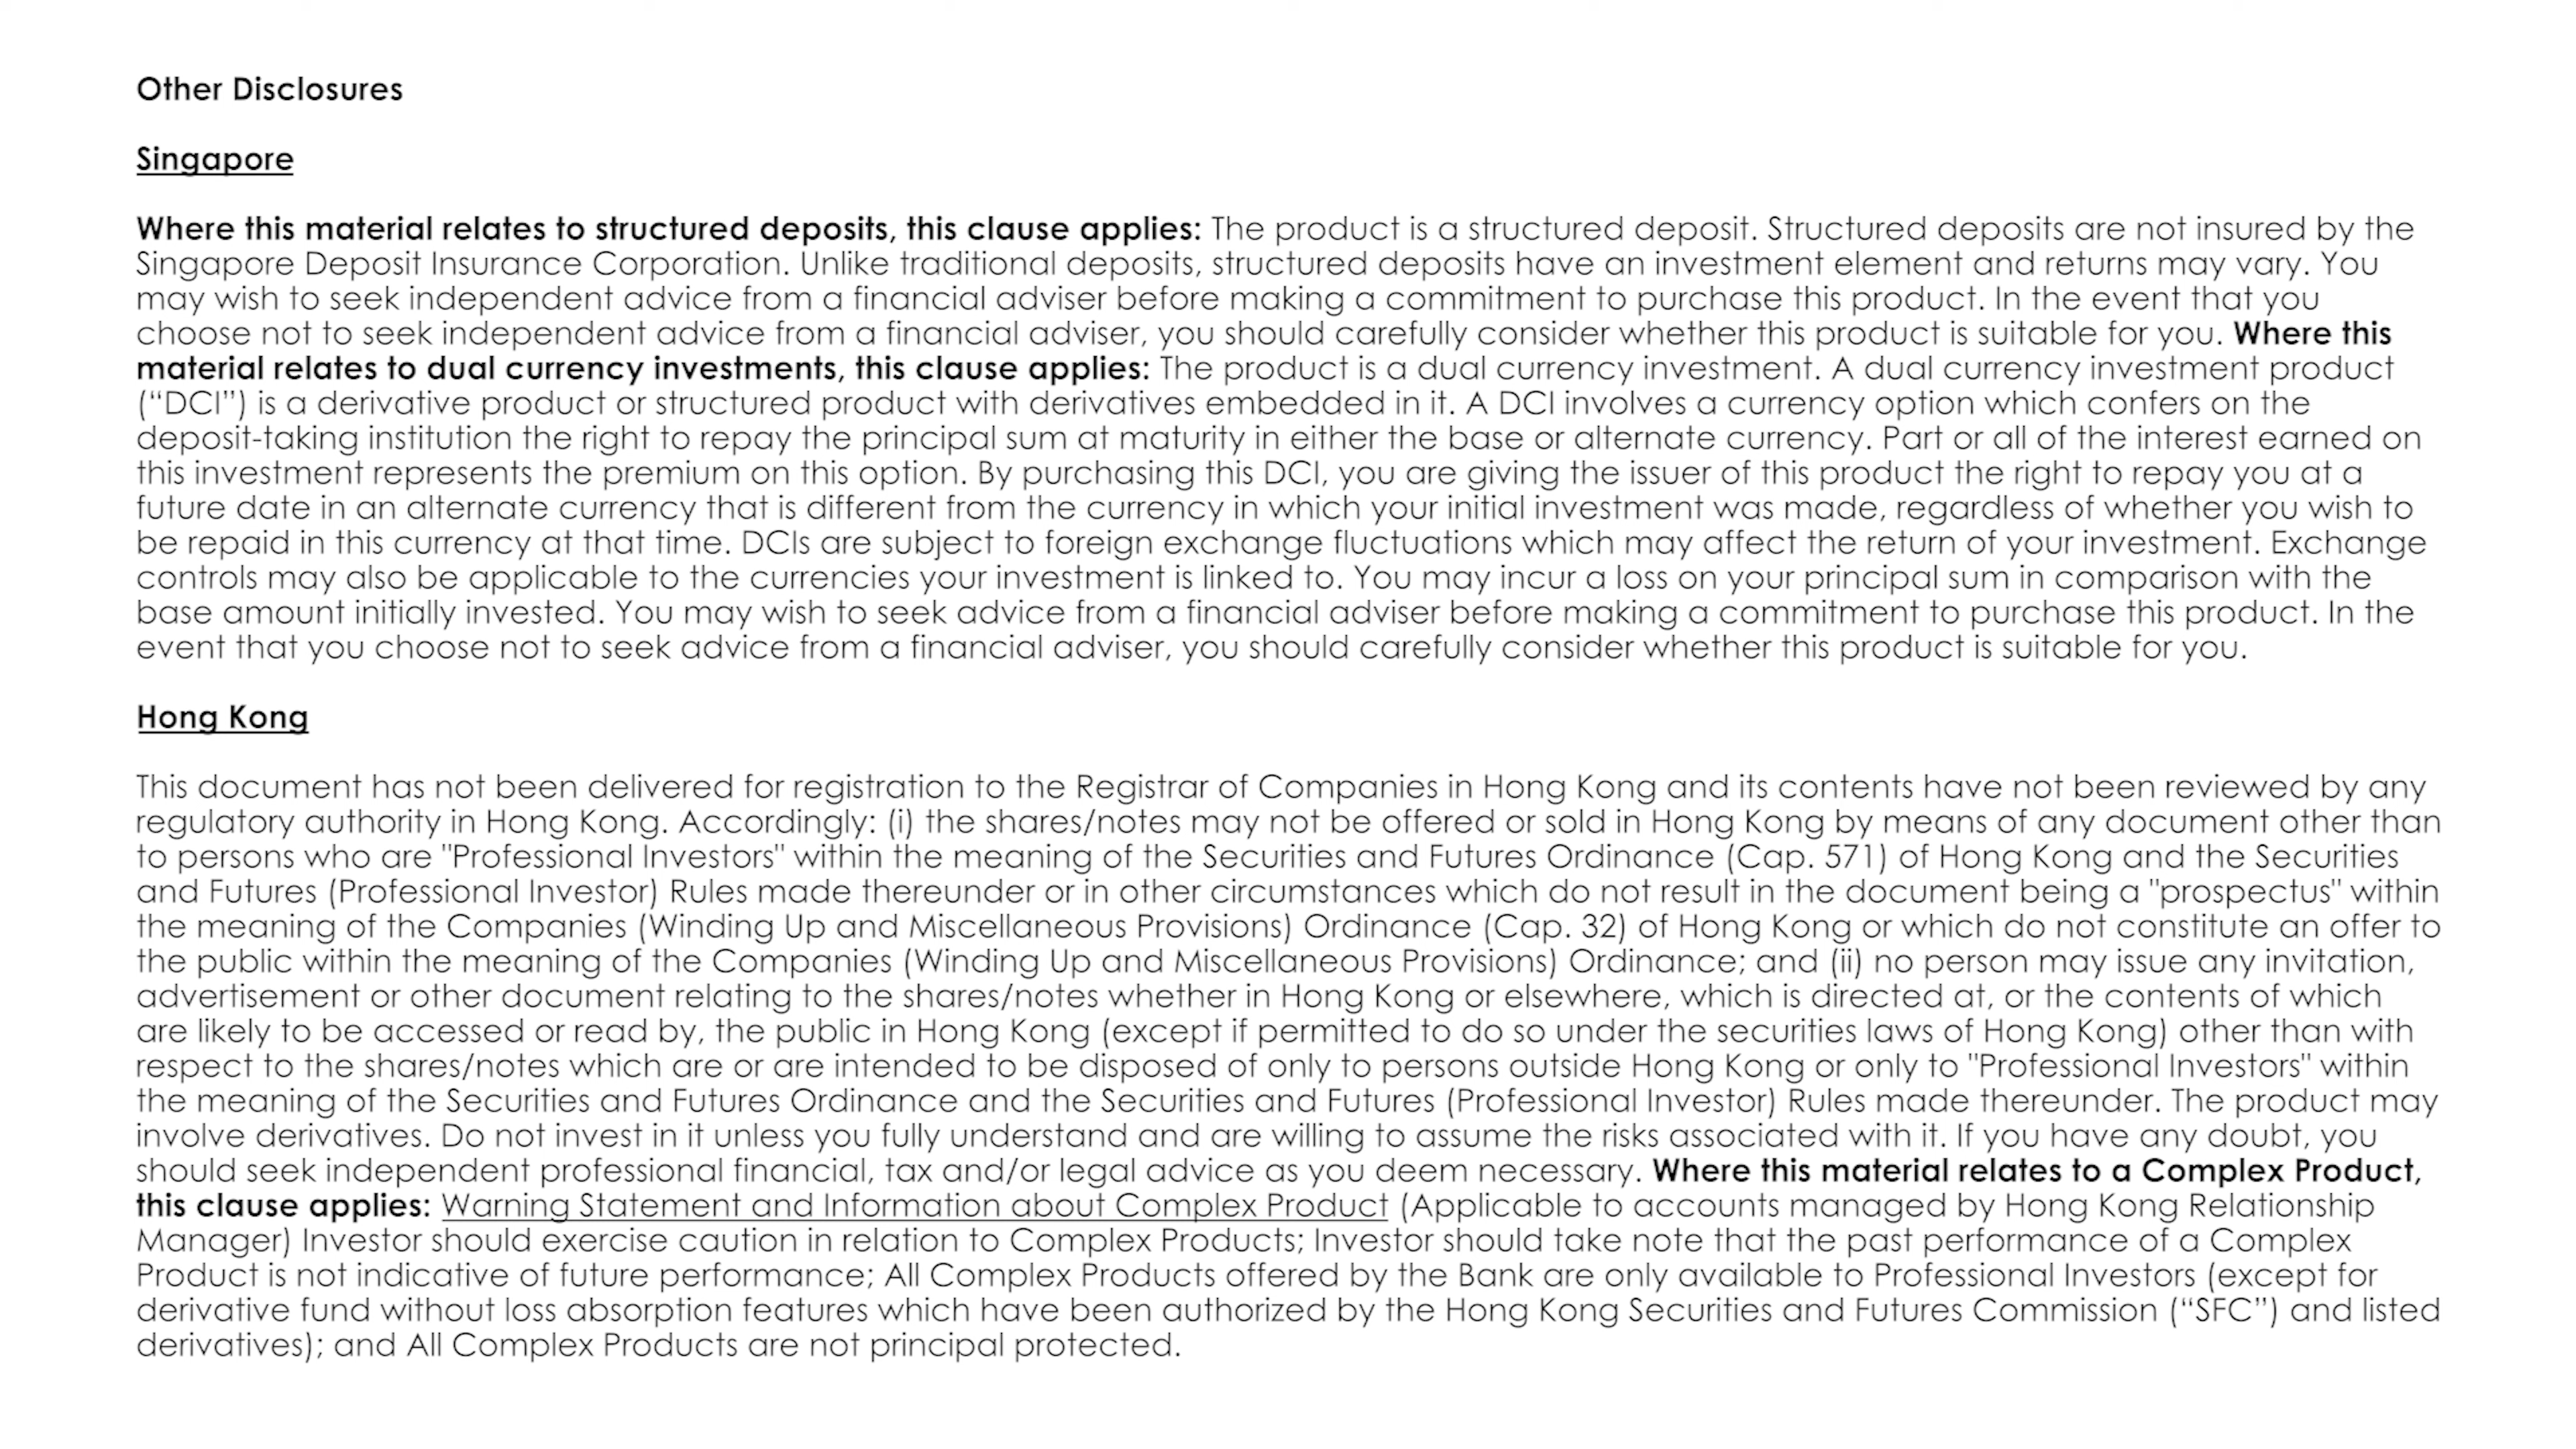 Other Disclosures
Singapore
Where this material relates to structured deposits, this clause applies: The product is a structured deposit. Structured deposits are not insured by the
Singapore Deposit Insurance Corporation. Unlike traditional deposits, structured deposits have an investment element and returns may vary. You
may wish to seek independent advice from a financial adviser before making a commitment to purchase this product. In the event that you
choose not to seek independent advice from a financial adviser, you should carefully consider whether this product is suitable for you. Where this
material relates to dual currency investments, this clause applies: The product is a dual currency investment. A dual currency investment product
(“DCI”) is a derivative product or structured product with derivatives embedded in it. A DCI involves a currency option which confers on the
deposit-taking institution the right to repay the principal sum at maturity in either the base or alternate currency. Part or all of the interest earned on
this investment represents the premium on this option. By purchasing this DCI, you are giving the issuer of this product the right to repay you at a
future date in an alternate currency that is different from the currency in which your initial investment was made, regardless of whether you wish to
be repaid in this currency at that time. DCIs are subject to foreign exchange fluctuations which may affect the return of your investment. Exchange
controls may also be applicable to the currencies your investment is linked to. You may incur a loss on your principal sum in comparison with the
base amount initially invested. You may wish to seek advice from a financial adviser before making a commitment to purchase this product. In the
event that you choose not to seek advice from a financial adviser, you should carefully consider whether this product is suitable for you.
Hong Kong
This document has not been delivered for registration to the Registrar of Companies in Hong Kong and its contents have not been reviewed by any
regulatory authority in Hong Kong. Accordingly: (i) the shares/notes may not be offered or sold in Hong Kong by means of any document other than
to persons who are "Professional Investors" within the meaning of the Securities and Futures Ordinance (Cap. 571) of Hong Kong and the Securities
and Futures (Professional Investor) Rules made thereunder or in other circumstances which do not result in the document being a "prospectus" within
the meaning of the Companies (Winding Up and Miscellaneous Provisions) Ordinance (Cap. 32) of Hong Kong or which do not constitute an offer to
the public within the meaning of the Companies (Winding Up and Miscellaneous Provisions) Ordinance; and (ii) no person may issue any invitation,
advertisement or other document relating to the shares/notes whether in Hong Kong or elsewhere, which is directed at, or the contents of which
are likely to be accessed or read by, the public in Hong Kong (except if permitted to do so under the securities laws of Hong Kong) other than with
respect to the shares/notes which are or are intended to be disposed of only to persons outside Hong Kong or only to "Professional Investors" within
the meaning of the Securities and Futures Ordinance and the Securities and Futures (Professional Investor) Rules made thereunder. The product may
involve derivatives. Do not invest in it unless you fully understand and are willing to assume the risks associated with it. If you have any doubt, you
should seek independent professional financial, tax and/or legal advice as you deem necessary. Where this material relates to a Complex Product,
this clause applies: Warning Statement and Information about Complex Product (Applicable to accounts managed by Hong Kong Relationship
Manager) Investor should exercise caution in relation to Complex Products; Investor should take note that the past performance of a Complex
Product is not indicative of future performance; All Complex Products offered by the Bank are only available to Professional Investors (except for
derivative fund without loss absorption features which have been authorized by the Hong Kong Securities and Futures Commission (“SFC”) and listed
derivatives); and All Complex Products are not principal protected.